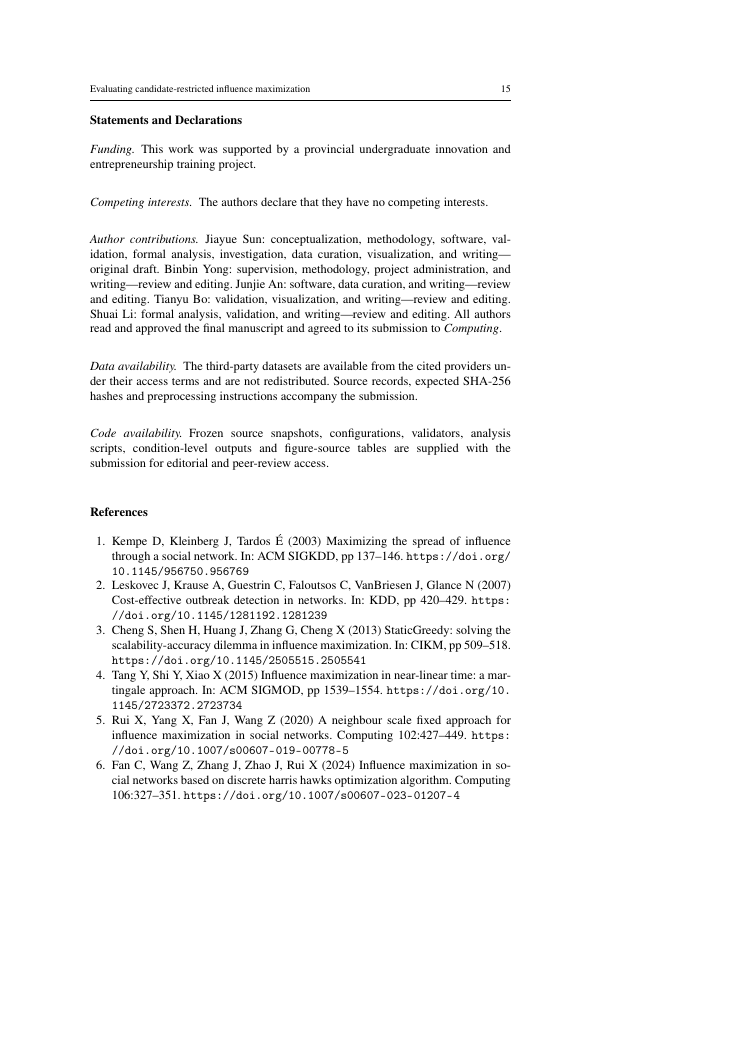 Evaluating candidate-restricted influence maximization 15
Statements and Declarations
Funding. This work was supported by a provincial undergraduate innovation and
entrepreneurship training project.
Competing interests. The authors declare that they have no competing interests.
Author contributions. Jiayue Sun: conceptualization, methodology, software, val-
idation, formal analysis, investigation, data curation, visualization, and writing—
original draft. Binbin Yong: supervision, methodology, project administration, and
writing—review and editing. Junjie An: software, data curation, and writing—review
and editing. Tianyu Bo: validation, visualization, and writing—review and editing.
Shuai Li: formal analysis, validation, and writing—review and editing. All authors
read and approved the final manuscript and agreed to its submission to Computing.
Data availability. The third-party datasets are available from the cited providers un-
der their access terms and are not redistributed. Source records, expected SHA-256
hashes and preprocessing instructions accompany the submission.
Code availability. Frozen source snapshots, configurations, validators, analysis
scripts, condition-level outputs and figure-source tables are supplied with the
submission for editorial and peer-review access.
References
1. Kempe D, Kleinberg J, Tardos É (2003) Maximizing the spread of influence
through a social network. In: ACM SIGKDD, pp 137–146. https://doi.org/
10.1145/956750.956769
2. Leskovec J, Krause A, Guestrin C, Faloutsos C, VanBriesen J, Glance N (2007)
Cost-effective outbreak detection in networks. In: KDD, pp 420–429. https:
//doi.org/10.1145/1281192.1281239
3. Cheng S, Shen H, Huang J, Zhang G, Cheng X (2013) StaticGreedy: solving the
scalability-accuracy dilemma in influence maximization. In: CIKM, pp 509–518.
https://doi.org/10.1145/2505515.2505541
4. Tang Y, Shi Y, Xiao X (2015) Influence maximization in near-linear time: a mar-
tingale approach. In: ACM SIGMOD, pp 1539–1554. https://doi.org/10.
1145/2723372.2723734
5. Rui X, Yang X, Fan J, Wang Z (2020) A neighbour scale fixed approach for
influence maximization in social networks. Computing 102:427–449. https:
//doi.org/10.1007/s00607-019-00778-5
6. Fan C, Wang Z, Zhang J, Zhao J, Rui X (2024) Influence maximization in so-
cial networks based on discrete harris hawks optimization algorithm. Computing
106:327–351. https://doi.org/10.1007/s00607-023-01207-4